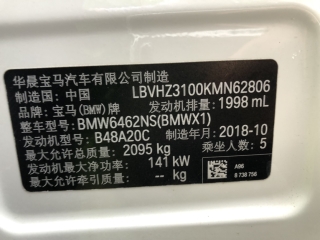 华晨宝马汽车有限公司制造
制造国：中国 LBVHZ3100KMN62806
品牌：宝马(BMW)牌 发动机排量：1998 mL
整车型号：BMW6462NS(BMWX1)
发动机型号：B48A20C 制造年月：2018-10
最大允许总质量：2095 kg 乘坐人数：5
发动机最大净功率：141 kW
最大允许牵引质量：-- kg
A96
8 738 756